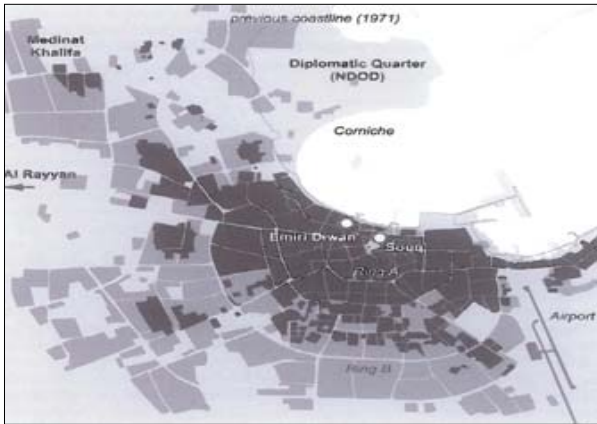 previous coastline (1971)
Medinat
Khalifa
Diplomatic Quarter
(NDOD)
Corniche
Al Rayyan
Emiri Diwan
Souq
Ring A
Airport
Ring B